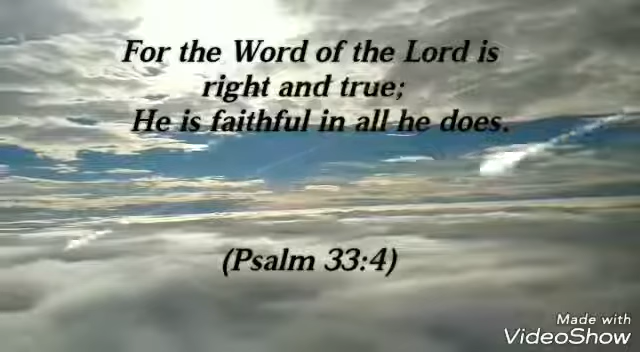 For the Word of the Lord is
right and true;
He is faithful in all he does.
(Psalm 33:4)
Made with
VideoShow